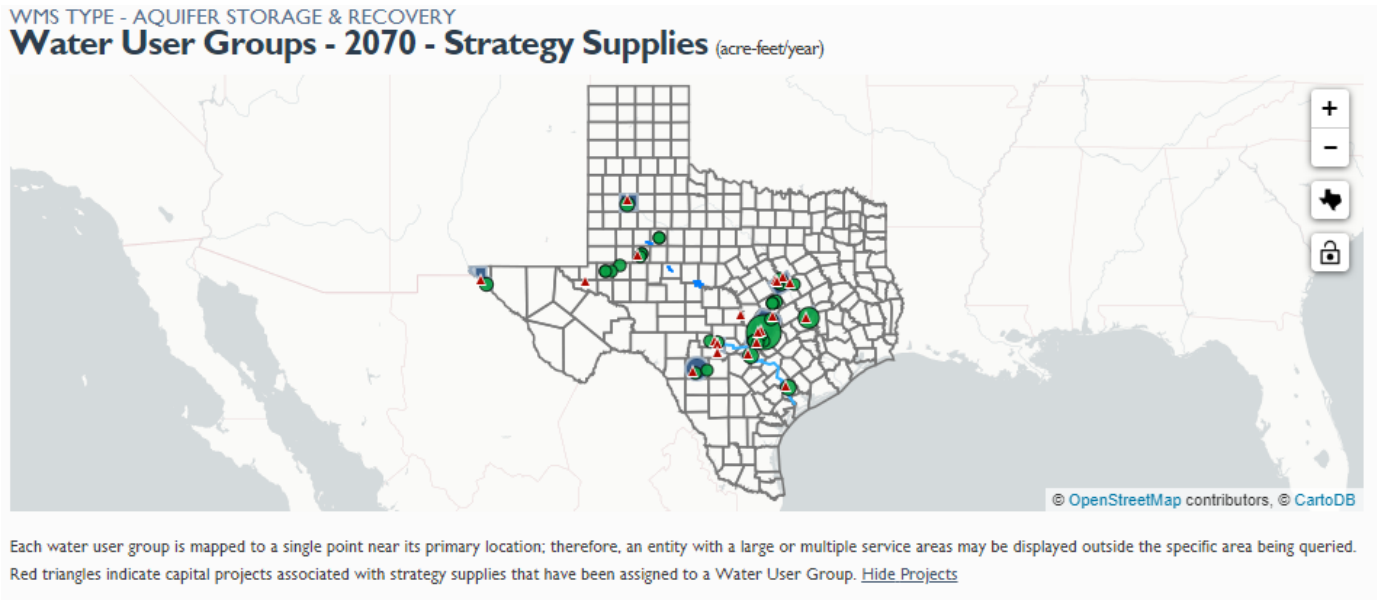 WMS TYPE - AQUIFER STORAGE & RECOVERY
Water User Groups - 2070 - Strategy Supplies (acre-feet/year)
+
−
© OpenStreetMap contributors, © CartoDB
Each water user group is mapped to a single point near its primary location; therefore, an entity with a large or multiple service areas may be displayed outside the specific area being queried.
Red triangles indicate capital projects associated with strategy supplies that have been assigned to a Water User Group. Hide Projects